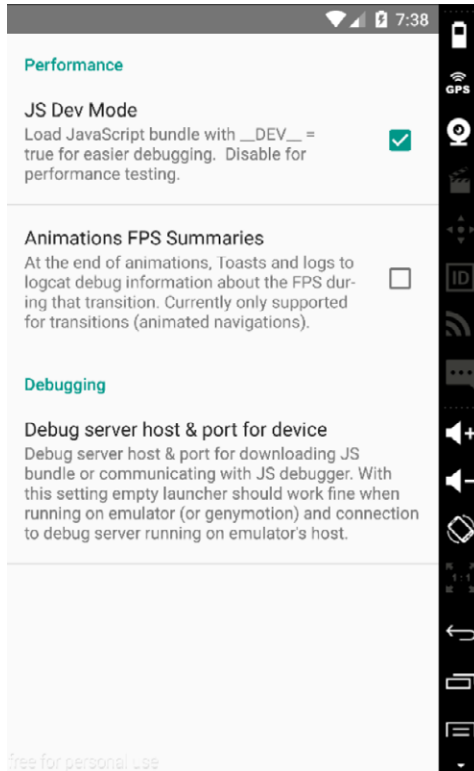 7:38
Performance
GPS
JS Dev Mode
Load JavaScript bundle with __DEV__ =
true for easier debugging.  Disable for
performance testing.
Animations FPS Summaries
At the end of animations, Toasts and logs to
logcat debug information about the FPS dur-
ing that transition. Currently only supported
for transitions (animated navigations).
ID
Debugging
Debug server host & port for device
Debug server host & port for downloading JS
bundle or communicating with JS debugger. With
this setting empty launcher should work fine when
running on emulator (or genymotion) and connection
to debug server running on emulator's host.
1:1
free for personal use